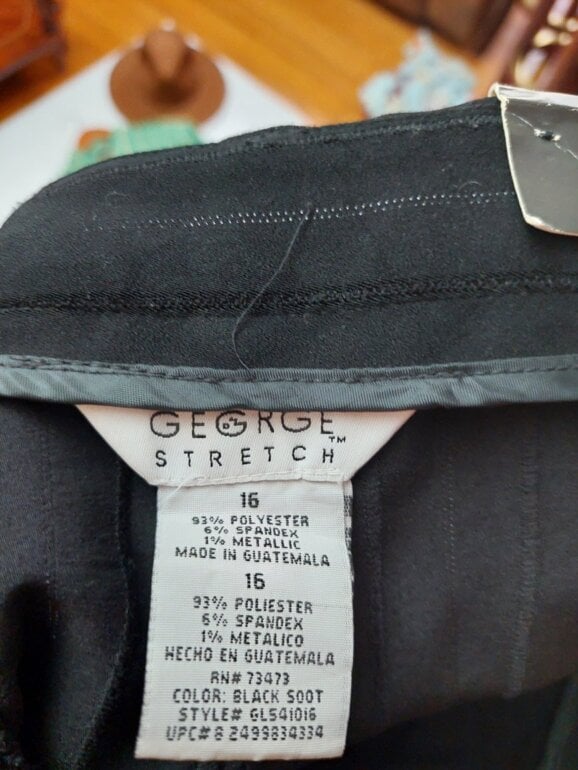 GEORGE™
STRETCH
16
93% POLYESTER
6% SPANDEX
1% METALLIC
MADE IN GUATEMALA
16
93% POLIESTER
6% SPANDEX
1% METALICO
HECHO EN GUATEMALA
RN# 73473
COLOR: BLACK SOOT
STYLE# GL541016
UPC# 8 2499834334